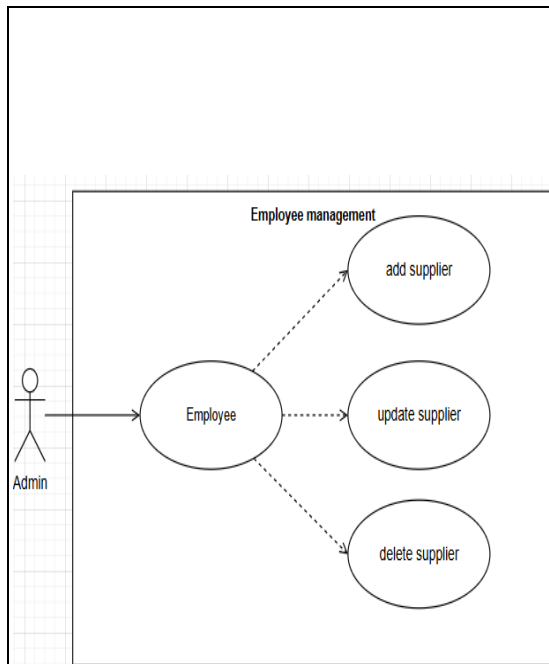 Employee management
add supplier
Employee
update supplier
Admin
delete supplier